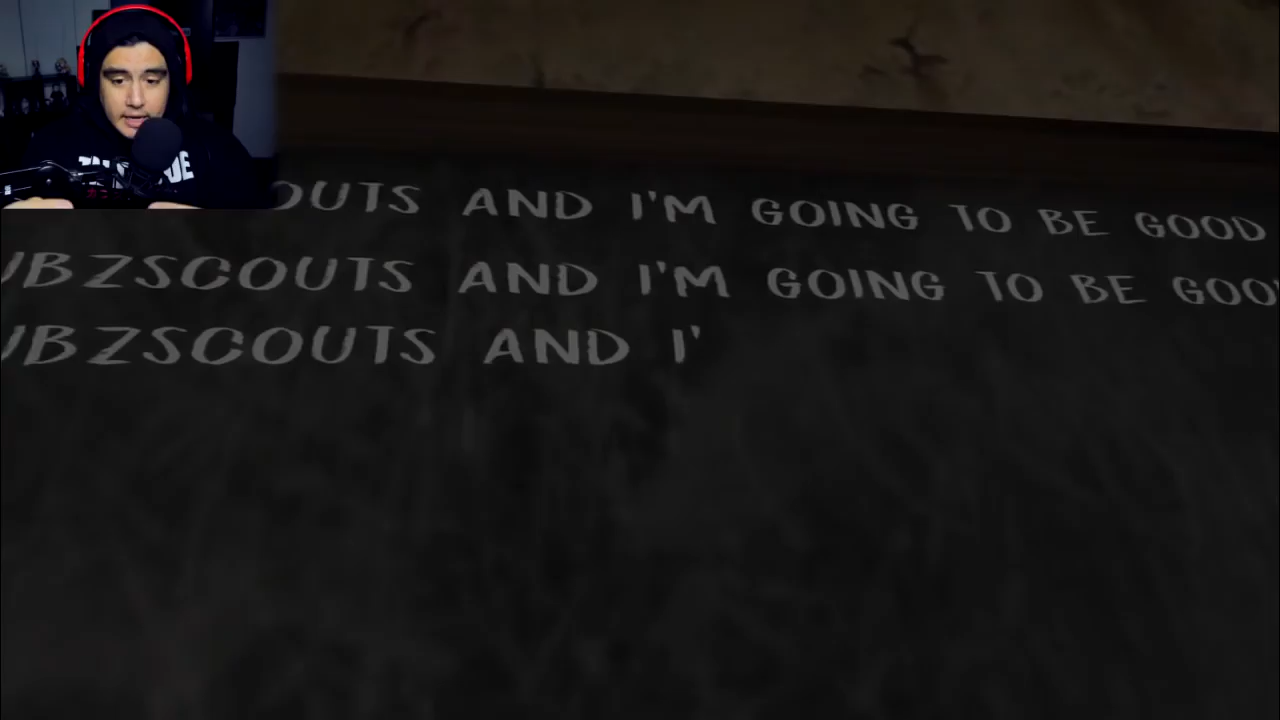 OUTS AND I'M GOING TO BE GOOD
UBZSCOUTS AND I'M GOING TO BE GOO
UBZSCOUTS AND I'